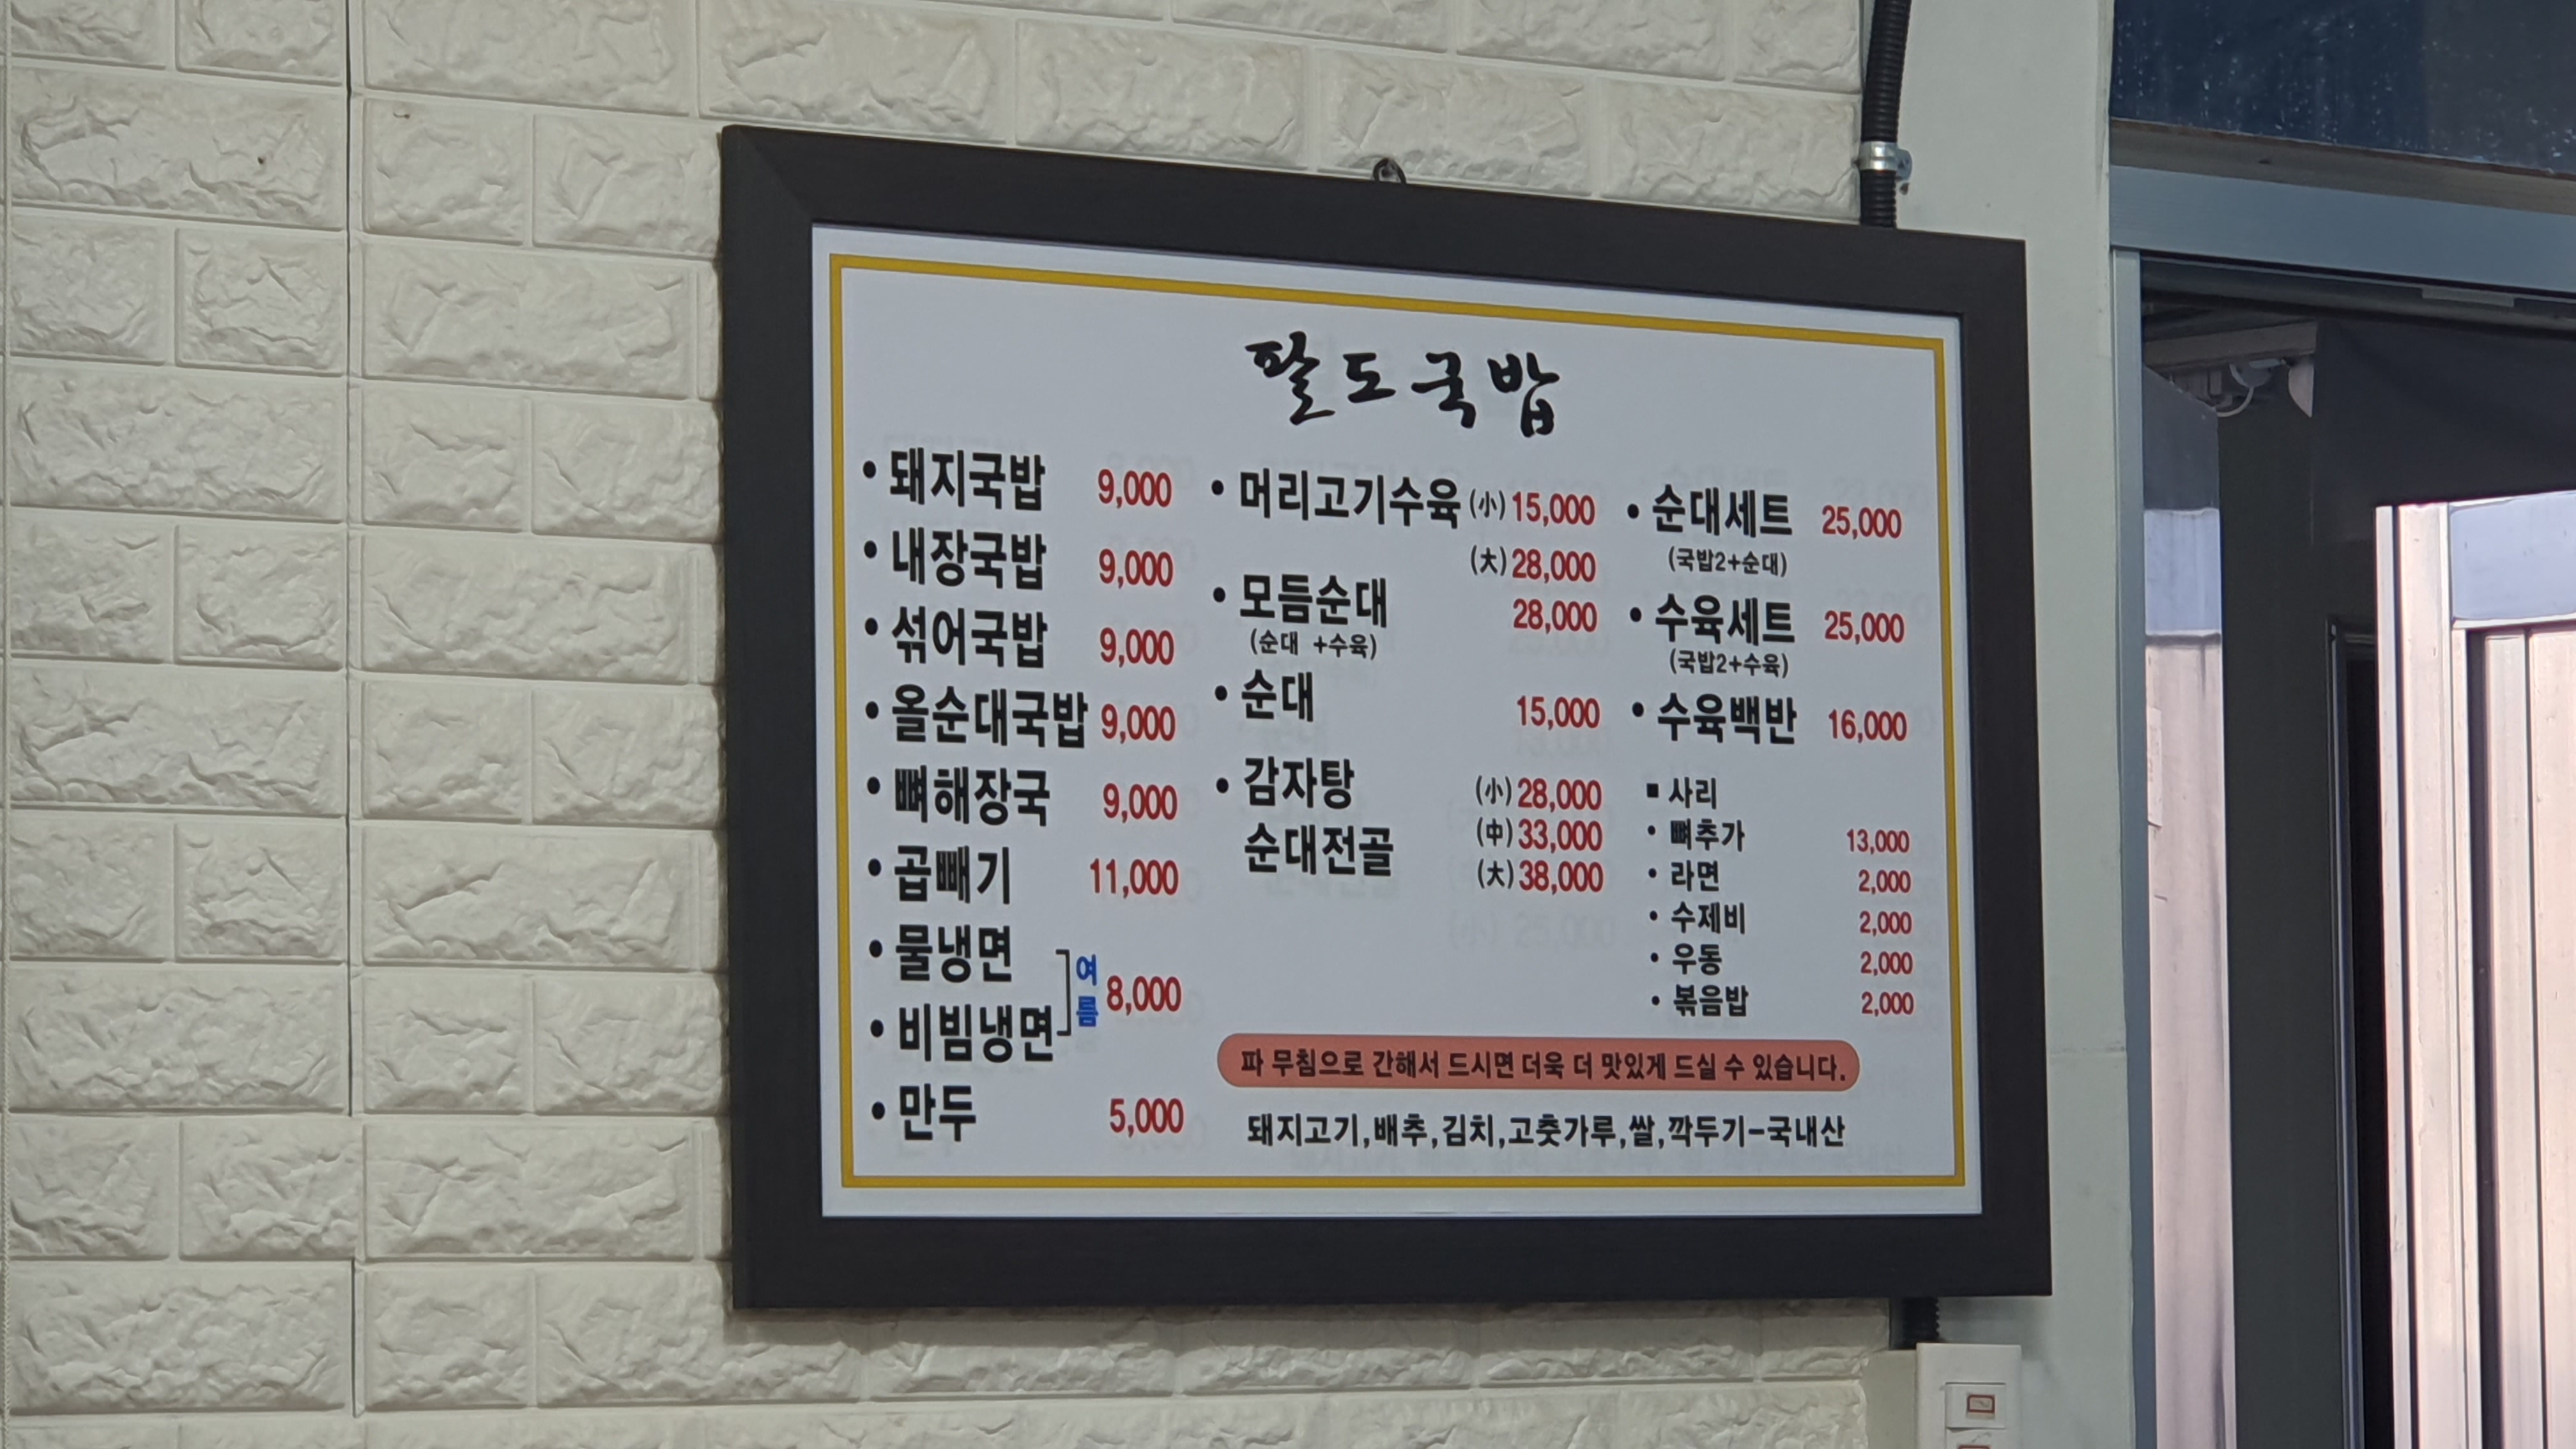 팔도국밥
• 돼지국밥 9,000
• 내장국밥 9,000
• 섞어국밥 9,000
• 올순대국밥 9,000
• 뼈해장국 9,000
• 곱빼기 11,000
• 물냉면
• 비빔냉면
여름 8,000
• 만두 5,000
• 머리고기수육 (小) 15,000
(大) 28,000
• 모듬순대 28,000
(순대 +수육)
• 순대 15,000
• 감자탕 (小) 28,000
순대전골 (中) 33,000
(大) 38,000
• 순대세트 25,000
(국밥2+순대)
• 수육세트 25,000
(국밥2+수육)
• 수육백반 16,000
▪ 사리
• 뼈추가 13,000
• 라면 2,000
• 수제비 2,000
• 우동 2,000
• 볶음밥 2,000
파 무침으로 간해서 드시면 더욱 더 맛있게 드실 수 있습니다.
돼지고기,배추,김치,고춧가루,쌀,깍두기-국내산